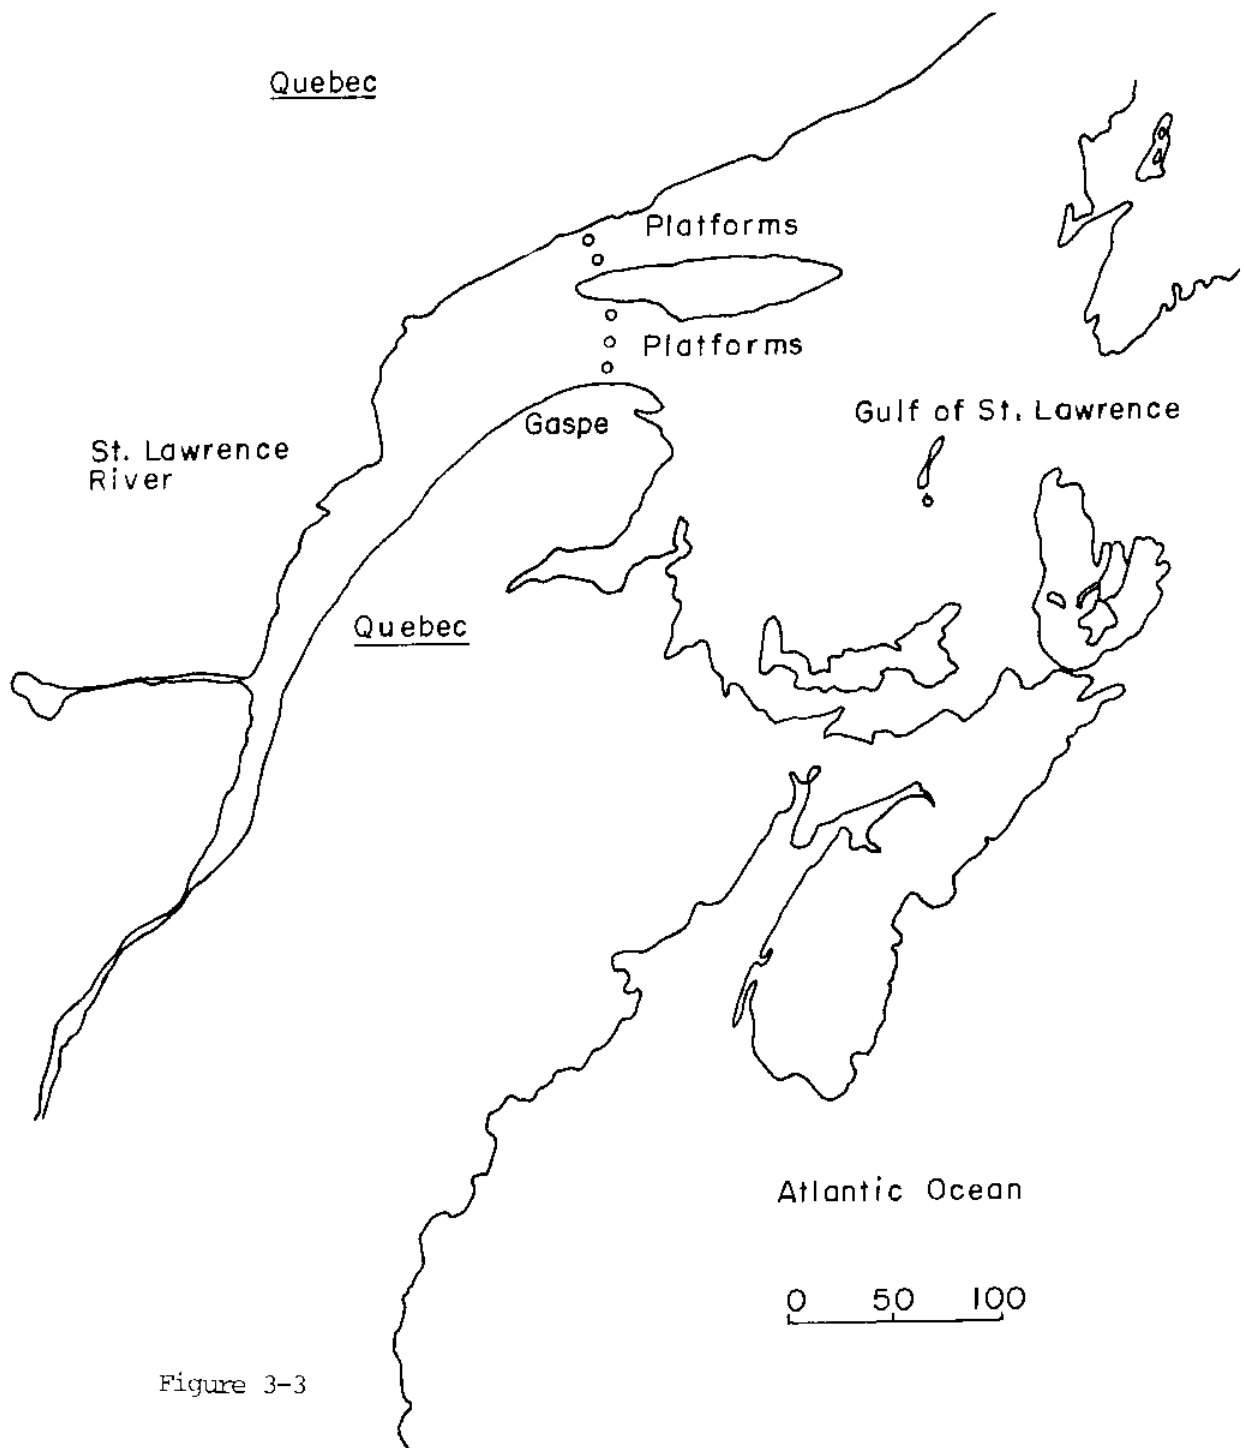 Quebec
Platforms
Platforms
Gaspe
Gulf of St. Lawrence
St. Lawrence
River
Quebec
Atlantic Ocean
0 50 100
Figure 3-3